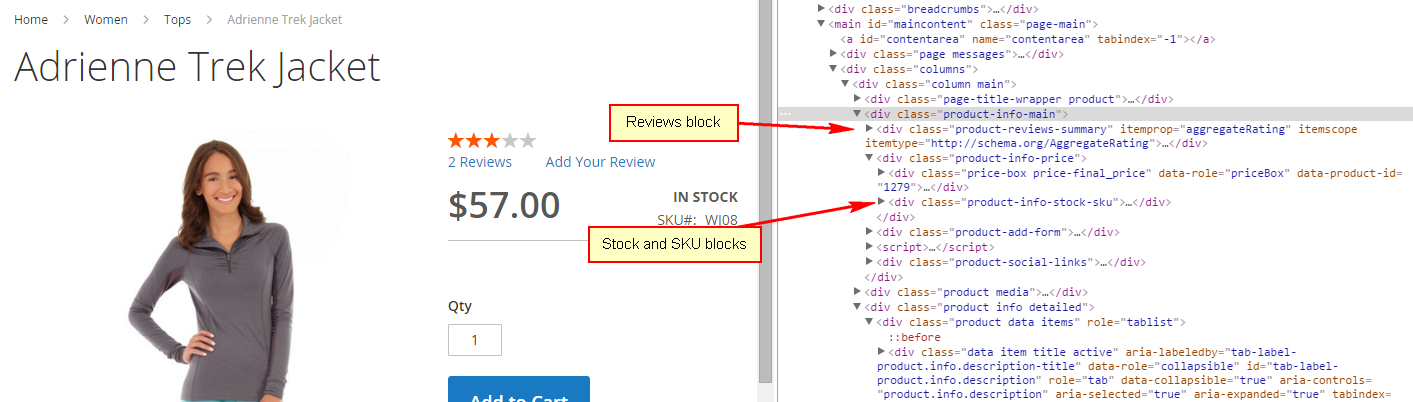 Home > Women > Tops > Adrienne Trek Jacket
Adrienne Trek Jacket
Reviews block
2 Reviews Add Your Review
$57.00
IN STOCK
SKU#: WJ08
Stock and SKU blocks
Qty
1
Add to Cart
<div class="breadcrumbs">…</div>
<main id="maincontent" class="page-main">
<a id="contentarea" name="contentarea" tabindex="-1"></a>
<div class="page messages">…</div>
<div class="columns">
<div class="column main">
<div class="page-title-wrapper product">…</div>
<div class="product-info-main">
<div class="product-reviews-summary" itemprop="aggregateRating" itemscope
itemtype="http://schema.org/AggregateRating">…</div>
<div class="product-info-price">
<div class="price-box price-final_price" data-role="priceBox" data-product-id=
"1279">…</div>
<div class="product-info-stock-sku">…</div>
</div>
<div class="product-add-form">…</div>
<script>…</script>
<div class="product-social-links">…</div>
</div>
<div class="product media">…</div>
<div class="product info detailed">
<div class="product data items" role="tablist">
::before
<div class="data item title active" aria-labeledby="tab-label-
product.info.description-title" data-role="collapsible" id="tab-label-
product.info.description" role="tab" data-collapsible="true" aria-controls=
"product.info.description" aria-selected="true" aria-expanded="true" tabindex=